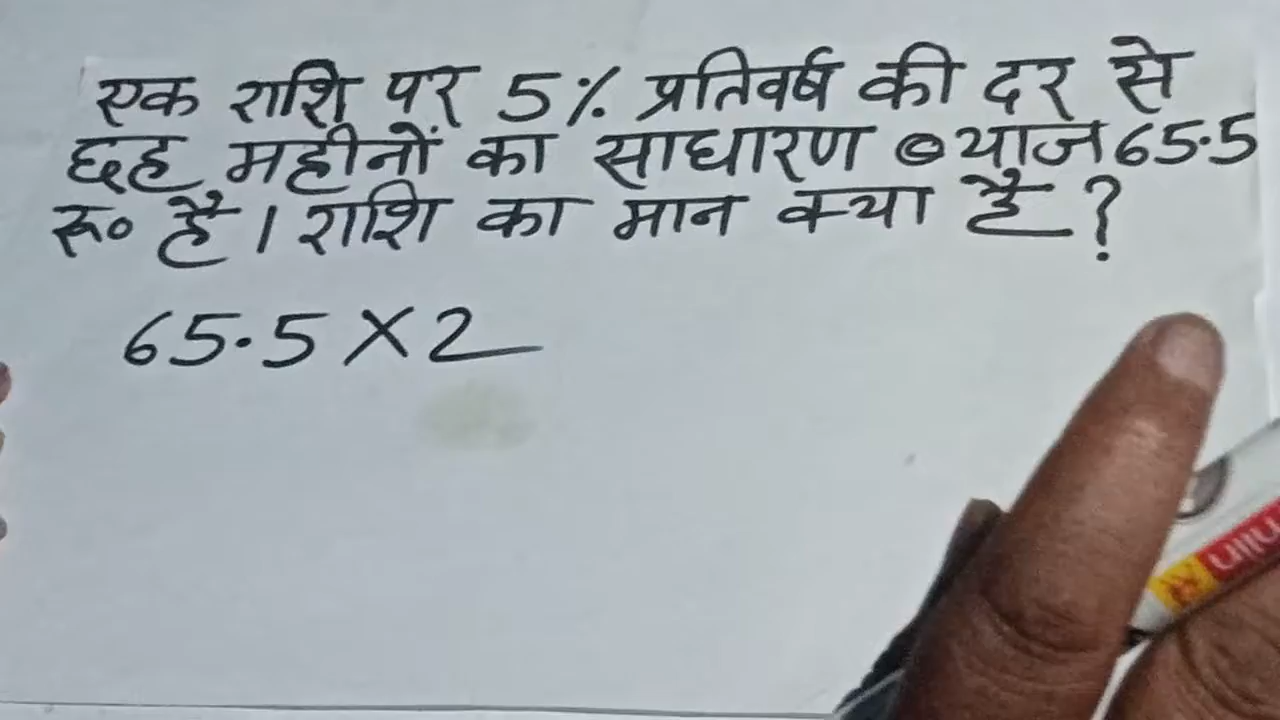 एक राशि पर 5% प्रतिवर्ष की दर से
छह महीनों का साधारण ब्याज 65.5
रू० है। राशि का मान क्या है?
65.5 × 2